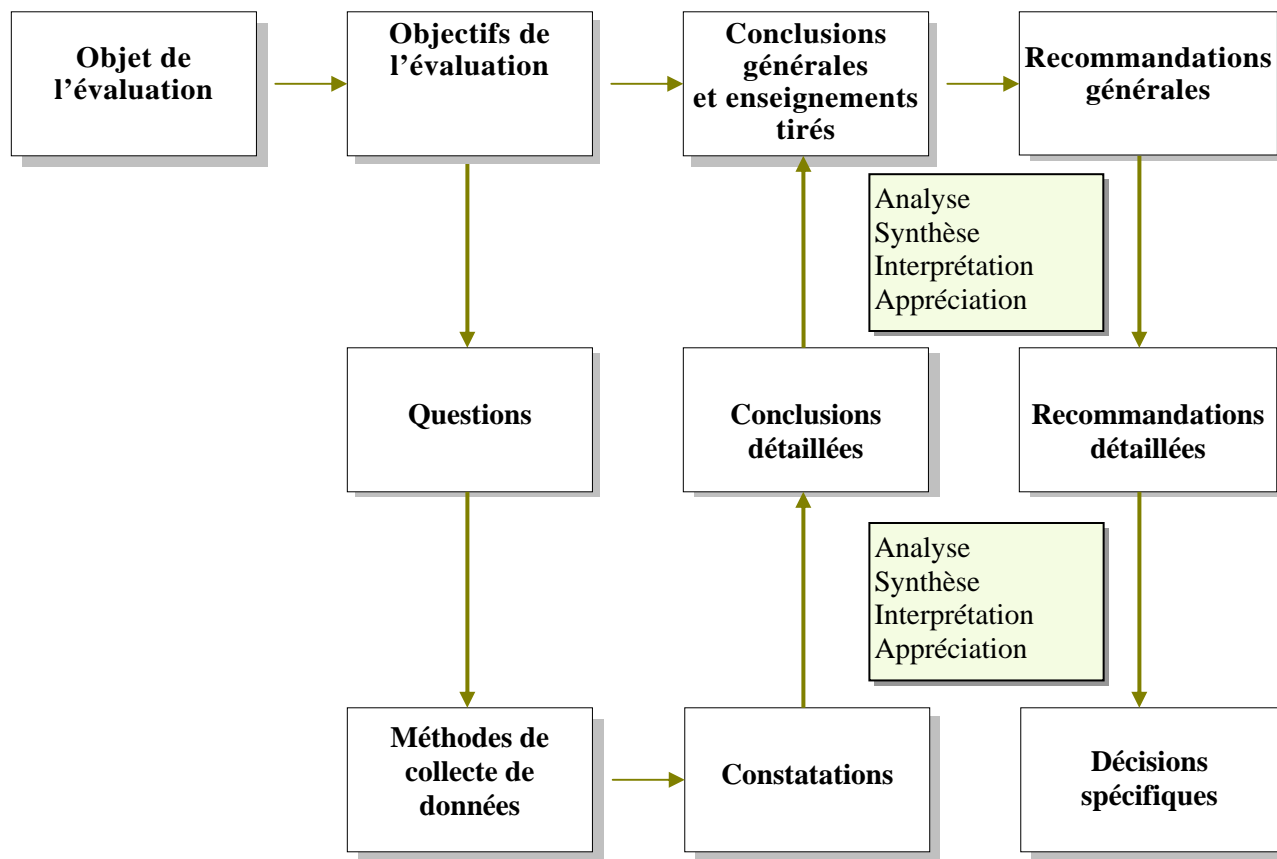 Objet de
l’évaluation
Objectifs de
l’évaluation
Conclusions
générales
et enseignements
tirés
Recommandations
générales
Analyse
Synthèse
Interprétation
Appréciation
Questions
Conclusions
détaillées
Recommandations
détaillées
Analyse
Synthèse
Interprétation
Appréciation
Méthodes de
collecte de
données
Constatations
Décisions
spécifiques